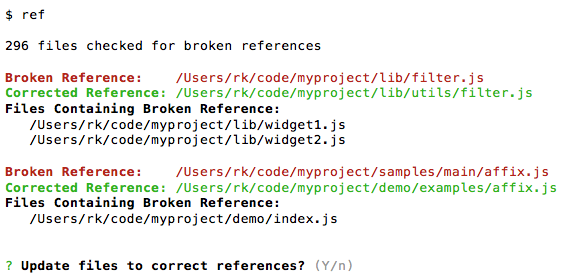 $ ref
296 files checked for broken references
Broken Reference: /Users/rk/code/myproject/lib/filter.js
Corrected Reference: /Users/rk/code/myproject/lib/utils/filter.js
Files Containing Broken Reference:
/Users/rk/code/myproject/lib/widget1.js
/Users/rk/code/myproject/lib/widget2.js
Broken Reference: /Users/rk/code/myproject/samples/main/affix.js
Corrected Reference: /Users/rk/code/myproject/demo/examples/affix.js
Files Containing Broken Reference:
/Users/rk/code/myproject/demo/index.js
? Update files to correct references? (Y/n)